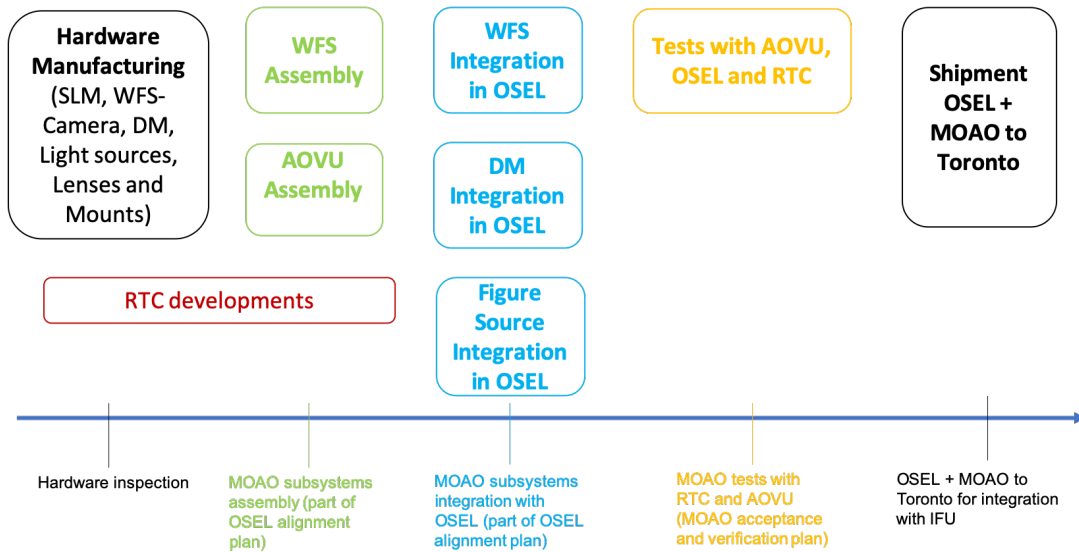 Hardware
Manufacturing
(SLM, WFS-
Camera, DM,
Light sources,
Lenses and
Mounts)
WFS
Assembly
AOVU
Assembly
WFS
Integration
in OSEL
DM
Integration
in OSEL
Figure
Source
Integration
in OSEL
Tests with AOVU,
OSEL and RTC
Shipment
OSEL +
MOAO to
Toronto
RTC developments
Hardware inspection
MOAO subsystems
assembly (part of
OSEL alignment
plan)
MOAO subsystems
integration with
OSEL (part of OSEL
alignment plan)
MOAO tests with
RTC and AOVU
(MOAO acceptance
and verification plan)
OSEL + MOAO to
Toronto for integration
with IFU